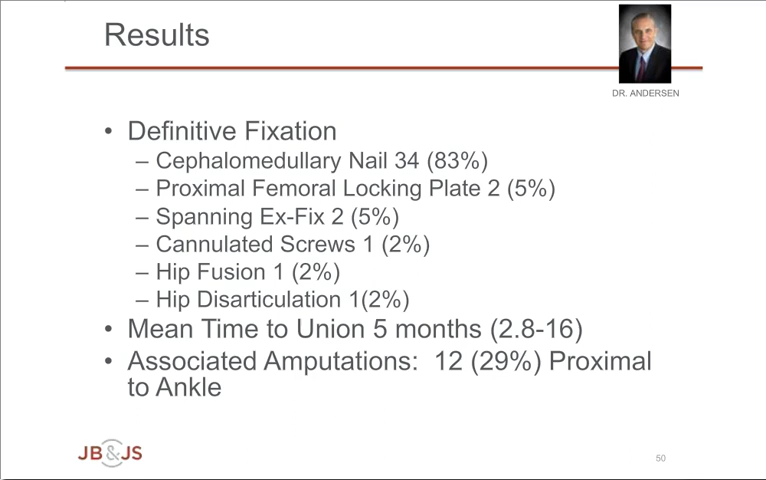 Results
DR. ANDERSEN
• Definitive Fixation
– Cephalomedullary Nail 34 (83%)
– Proximal Femoral Locking Plate 2 (5%)
– Spanning Ex-Fix 2 (5%)
– Cannulated Screws 1 (2%)
– Hip Fusion 1 (2%)
– Hip Disarticulation 1(2%)
• Mean Time to Union 5 months (2.8-16)
• Associated Amputations:  12 (29%) Proximal
to Ankle
JB&JS
50